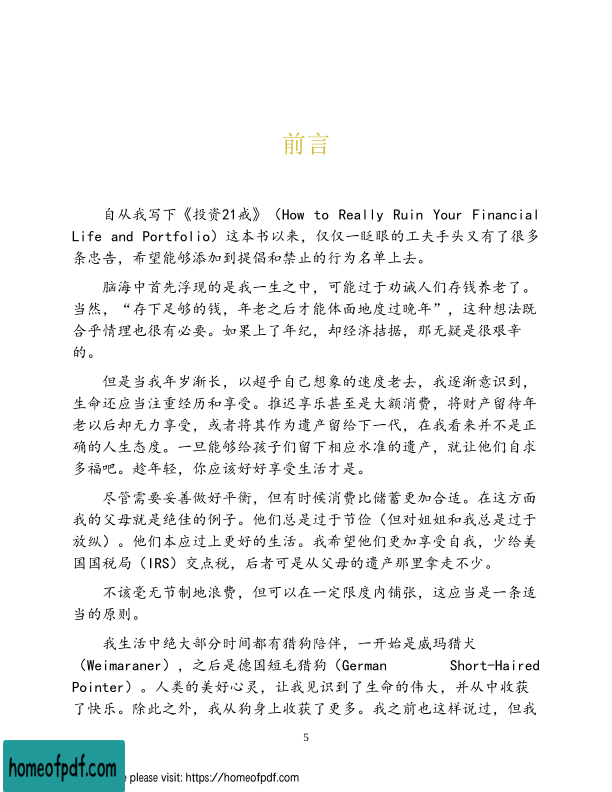 前言
自从我写下《投资21戒》（How to Really Ruin Your Financial
Life and Portfolio）这本书以来，仅仅一眨眼的工夫手头又有了很多
条忠告，希望能够添加到提倡和禁止的行为名单上去。
脑海中首先浮现的是我一生之中，可能过于劝诫人们存钱养老了。
当然，“存下足够的钱，年老之后才能体面地度过晚年”，这种想法既
合乎情理也很有必要。如果上了年纪，却经济拮据，那无疑是很艰辛
的。
但是当我年岁渐长，以超乎自己想象的速度老去，我逐渐意识到，
生命还应当注重经历和享受。推迟享乐甚至是大额消费，将财产留待年
老以后却无力享受，或者将其作为遗产留给下一代，在我看来并不是正
确的人生态度。一旦能够给孩子们留下相应水准的遗产，就让他们自求
多福吧。趁年轻，你应该好好享受生活才是。
尽管需要妥善做好平衡，但有时候消费比储蓄更加合适。在这方面
我的父母就是绝佳的例子。他们总是过于节俭（但对姐姐和我总是过于
放纵）。他们本应过上更好的生活。我希望他们更加享受自我，少给美
国国税局（IRS）交点税，后者可是从父母的遗产那里拿走不少。
不该毫无节制地浪费，但可以在一定限度内铺张，这应当是一条适
当的原则。
我生活中绝大部分时间都有猎狗陪伴，一开始是威玛猎犬
（Weimaraner），之后是德国短毛猎狗（German Short-Haired
Pointer）。人类的美好心灵，让我见识到了生命的伟大，并从中收获
了快乐。除此之外，我从狗身上收获了更多。我之前也这样说过，但我
5
homeofpdf.com
e please visit: https://homeofpdf.com